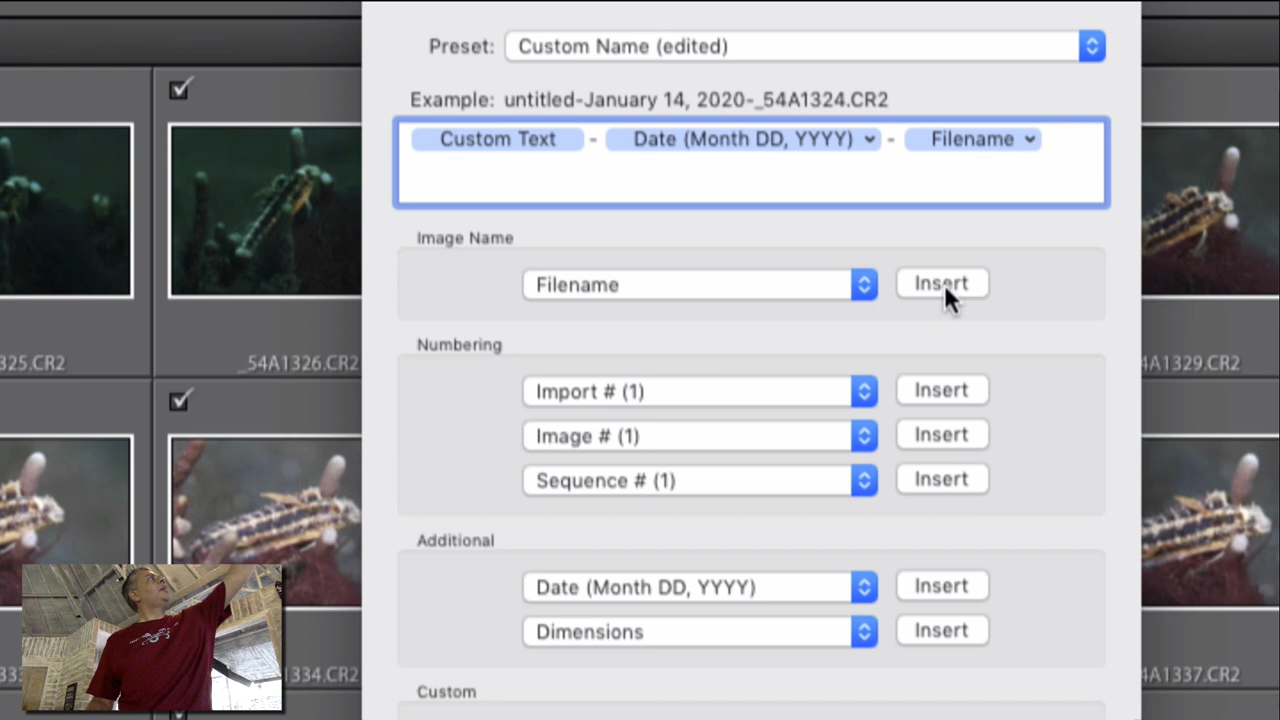 Preset: Custom Name (edited)
Example: untitled-January 14, 2020-_54A1324.CR2
Custom Text - Date (Month DD, YYYY) - Filename
Image Name
Filename Insert
325.CR2
_54A1326.CR2
4A1329.CR2
Numbering
Import # (1) Insert
Image # (1) Insert
Sequence # (1) Insert
Additional
Date (Month DD, YYYY) Insert
Dimensions Insert
1334.CR2
4A1337.CR2
Custom